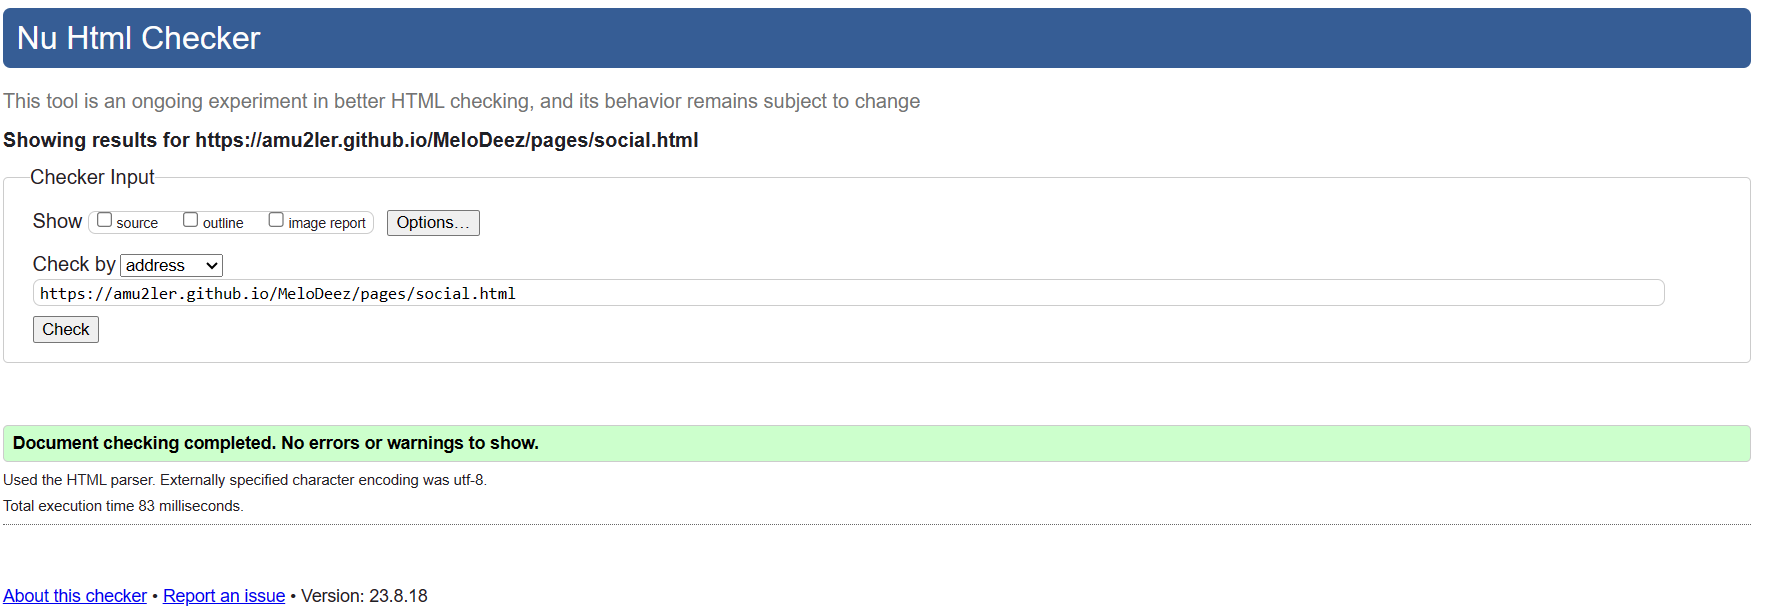 Nu Html Checker
This tool is an ongoing experiment in better HTML checking, and its behavior remains subject to change
Showing results for https://amu2ler.github.io/MeloDeez/pages/social.html
Checker Input
Show source outline image report Options...
Check by address
https://amu2ler.github.io/MeloDeez/pages/social.html
Check
Document checking completed. No errors or warnings to show.
Used the HTML parser. Externally specified character encoding was utf-8.
Total execution time 83 milliseconds.
About this checker • Report an issue • Version: 23.8.18